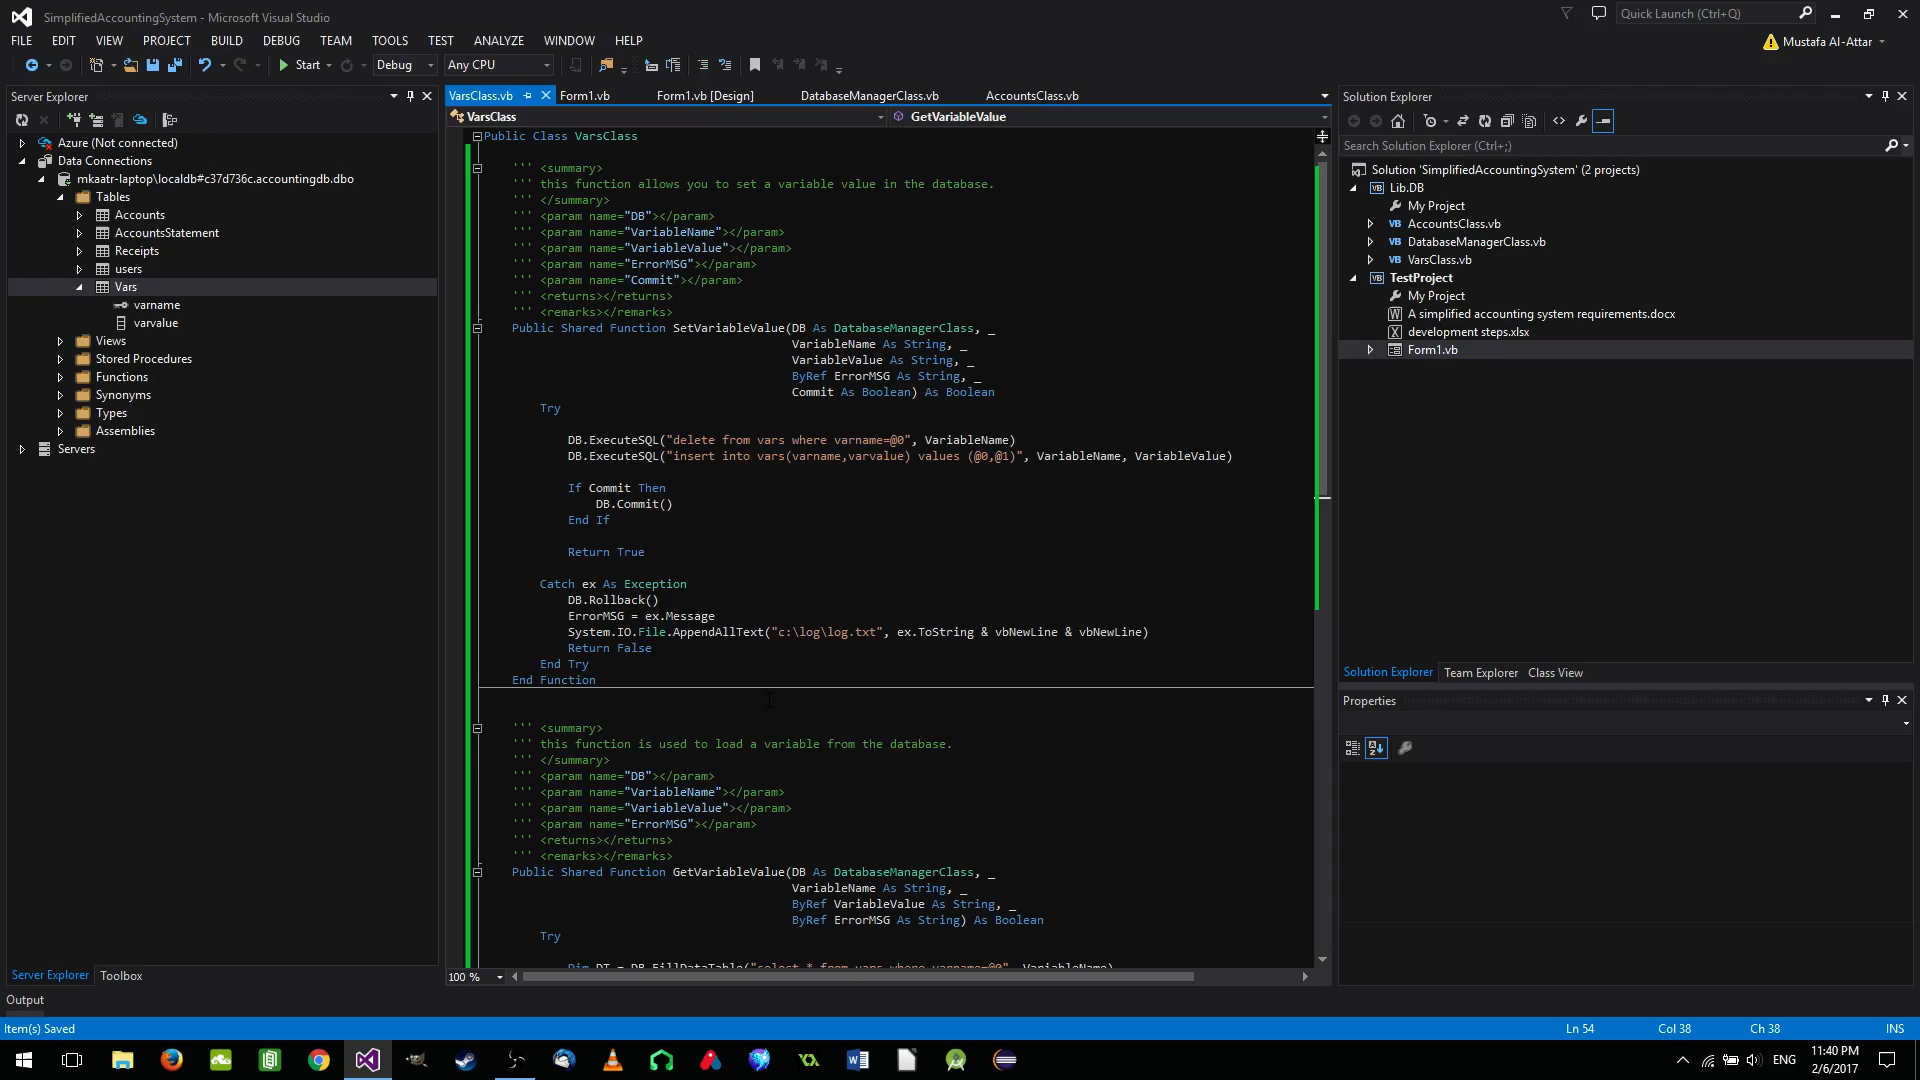 SimplifiedAccountingSystem - Microsoft Visual Studio
Quick Launch (Ctrl+Q)
FILE EDIT VIEW PROJECT BUILD DEBUG TEAM TOOLS TEST ANALYZE WINDOW HELP
Mustafa Al-Attar
Start Debug Any CPU
Server Explorer
Azure (Not connected)
Data Connections
mkaatr-laptop\localdb#c37d736c.accountingdb.dbo
Tables
Accounts
AccountsStatement
Receipts
users
Vars
varname
varvalue
Views
Stored Procedures
Functions
Synonyms
Types
Assemblies
Servers
Server Explorer Toolbox
VarsClass.vb Form1.vb Form1.vb [Design] DatabaseManagerClass.vb AccountsClass.vb
VarsClass GetVariableValue
Public Class VarsClass
''' <summary>
''' this function allows you to set a variable value in the database.
''' </summary>
''' <param name="DB"></param>
''' <param name="VariableName"></param>
''' <param name="VariableValue"></param>
''' <param name="ErrorMSG"></param>
''' <param name="Commit"></param>
''' <returns></returns>
''' <remarks></remarks>
Public Shared Function SetVariableValue(DB As DatabaseManagerClass, _
VariableName As String, _
VariableValue As String, _
ByRef ErrorMSG As String, _
Commit As Boolean) As Boolean
Try
DB.ExecuteSQL("delete from vars where varname=@0", VariableName)
DB.ExecuteSQL("insert into vars(varname,varvalue) values (@0,@1)", VariableName, VariableValue)
If Commit Then
DB.Commit()
End If
Return True
Catch ex As Exception
DB.Rollback()
ErrorMSG = ex.Message
System.IO.File.AppendAllText("c:\log\log.txt", ex.ToString & vbNewLine & vbNewLine)
Return False
End Try
End Function
''' <summary>
''' this function is used to load a variable from the database.
''' </summary>
''' <param name="DB"></param>
''' <param name="VariableName"></param>
''' <param name="VariableValue"></param>
''' <param name="ErrorMSG"></param>
''' <returns></returns>
''' <remarks></remarks>
Public Shared Function GetVariableValue(DB As DatabaseManagerClass, _
VariableName As String, _
ByRef VariableValue As String, _
ByRef ErrorMSG As String) As Boolean
Try
Dim DT = DB.FillDataTable("select * from vars where varname=@0", VariableName)
100 %
Solution Explorer
Search Solution Explorer (Ctrl+;)
Solution 'SimplifiedAccountingSystem' (2 projects)
Lib.DB
My Project
AccountsClass.vb
DatabaseManagerClass.vb
VarsClass.vb
TestProject
My Project
A simplified accounting system requirements.docx
development steps.xlsx
Form1.vb
Solution Explorer Team Explorer Class View
Properties
Output
Item(s) Saved Ln 54 Col 38 Ch 38 INS
ENG 11:40 PM
2/6/2017